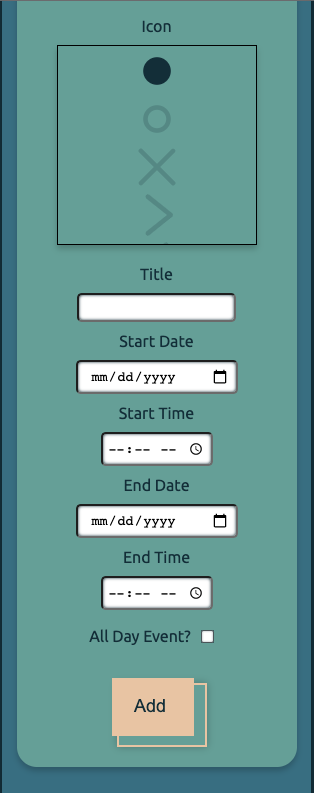 Icon
Title
Start Date
mm/dd/yyyy
Start Time
--:-- --
End Date
mm/dd/yyyy
End Time
--:-- --
All Day Event?
Add